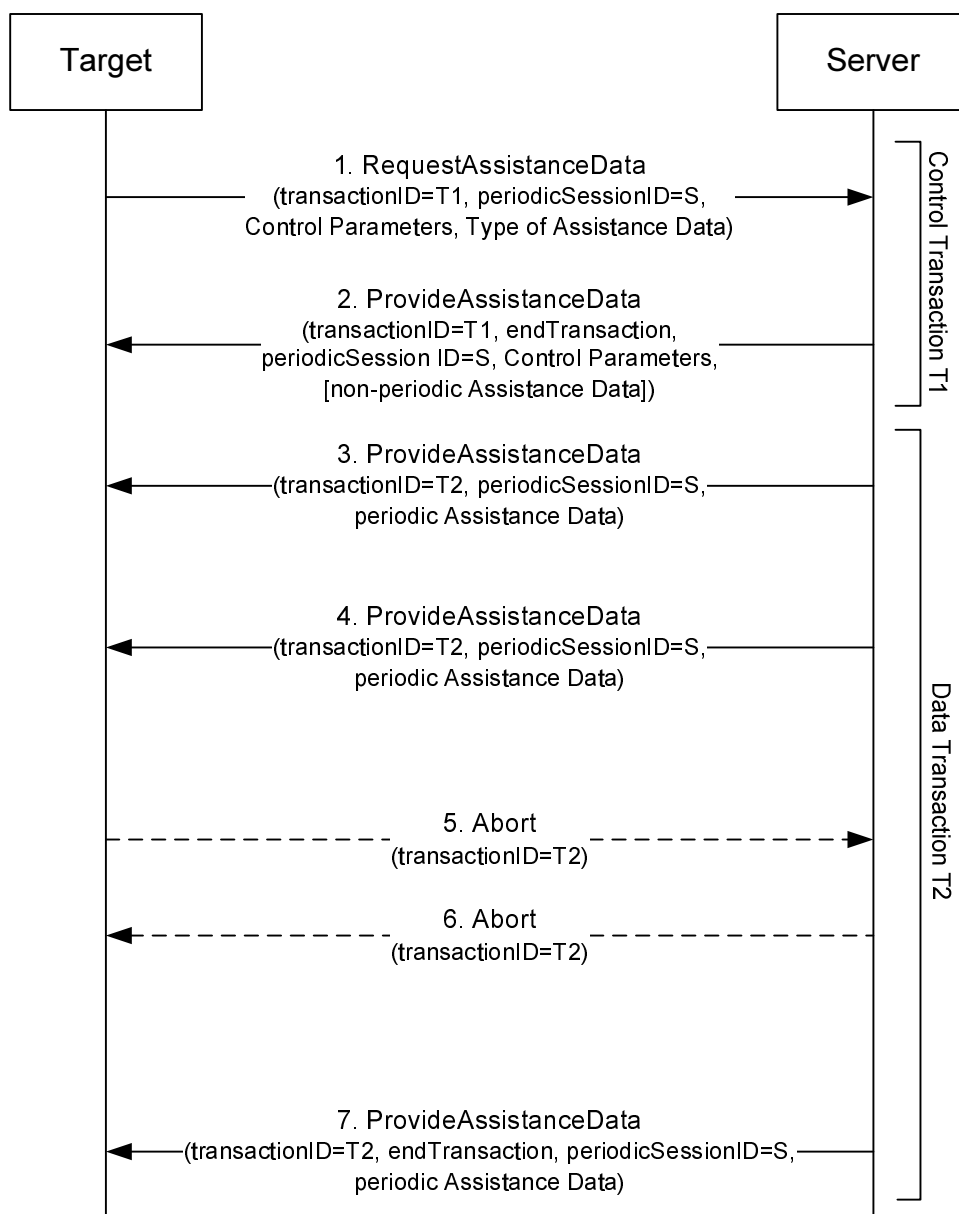 Target
Server
1. RequestAssistanceData
(transactionID=T1, periodicSessionID=S,
Control Parameters, Type of Assistance Data)
Control Transaction T1
2. ProvideAssistanceData
(transactionID=T1, endTransaction,
periodicSession ID=S, Control Parameters,
[non-periodic Assistance Data])
3. ProvideAssistanceData
(transactionID=T2, periodicSessionID=S,
periodic Assistance Data)
4. ProvideAssistanceData
(transactionID=T2, periodicSessionID=S,
periodic Assistance Data)
Data Transaction T2
5. Abort
(transactionID=T2)
6. Abort
(transactionID=T2)
7. ProvideAssistanceData
(transactionID=T2, endTransaction, periodicSessionID=S,
periodic Assistance Data)